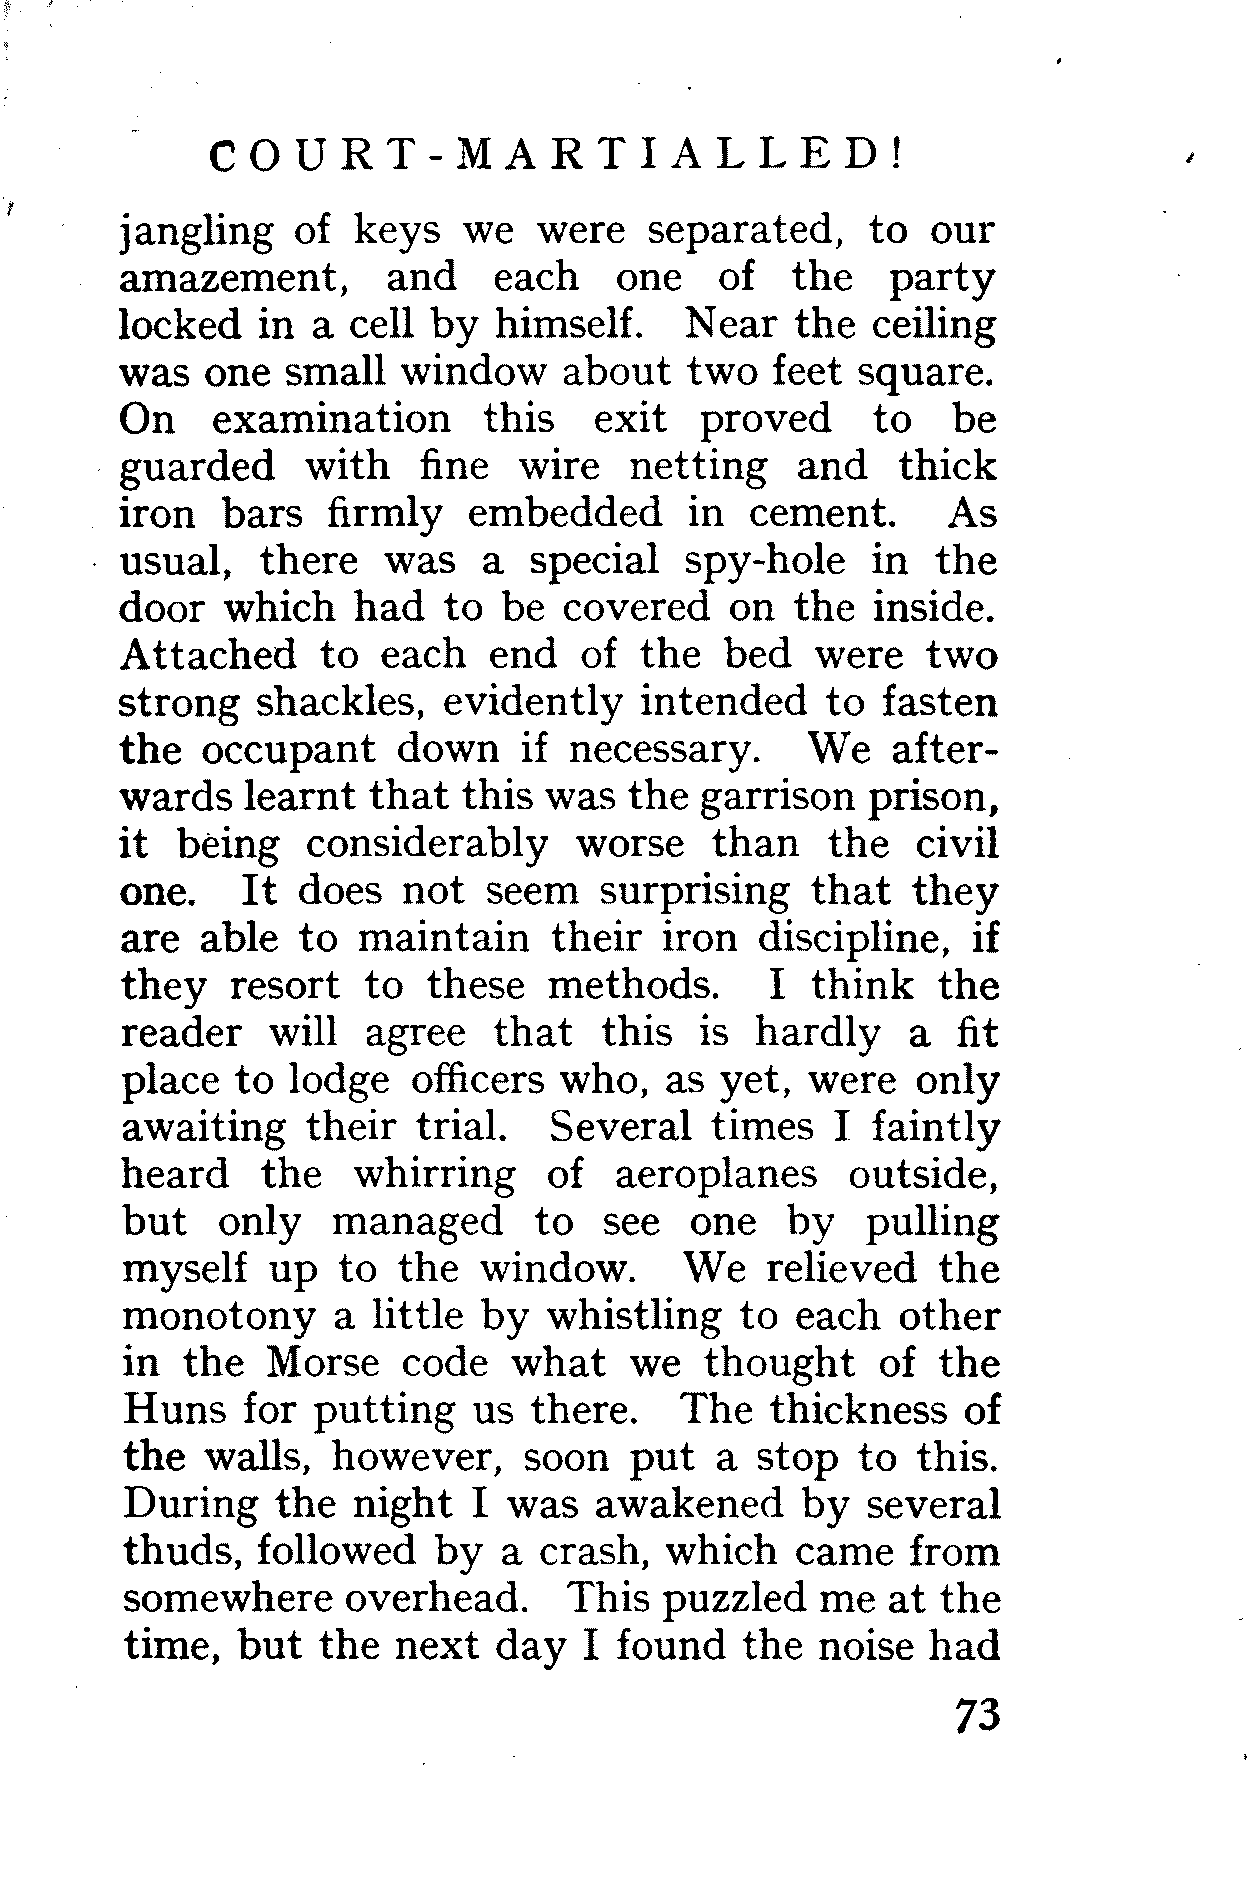 COURT-MARTIALLED!
jangling of keys we were separated, to our
amazement, and each one of the party
locked in a cell by himself. Near the ceiling
was one small window about two feet square.
On examination this exit proved to be
guarded with fine wire netting and thick
iron bars firmly embedded in cement. As
usual, there was a special spy-hole in the
door which had to be covered on the inside.
Attached to each end of the bed were two
strong shackles, evidently intended to fasten
the occupant down if necessary. We after-
wards learnt that this was the garrison prison,
it being considerably worse than the civil
one. It does not seem surprising that they
are able to maintain their iron discipline, if
they resort to these methods. I think the
reader will agree that this is hardly a fit
place to lodge officers who, as yet, were only
awaiting their trial. Several times I faintly
heard the whirring of aeroplanes outside,
but only managed to see one by pulling
myself up to the window. We relieved the
monotony a little by whistling to each other
in the Morse code what we thought of the
Huns for putting us there. The thickness of
the walls, however, soon put a stop to this.
During the night I was awakened by several
thuds, followed by a crash, which came from
somewhere overhead. This puzzled me at the
time, but the next day I found the noise had
73